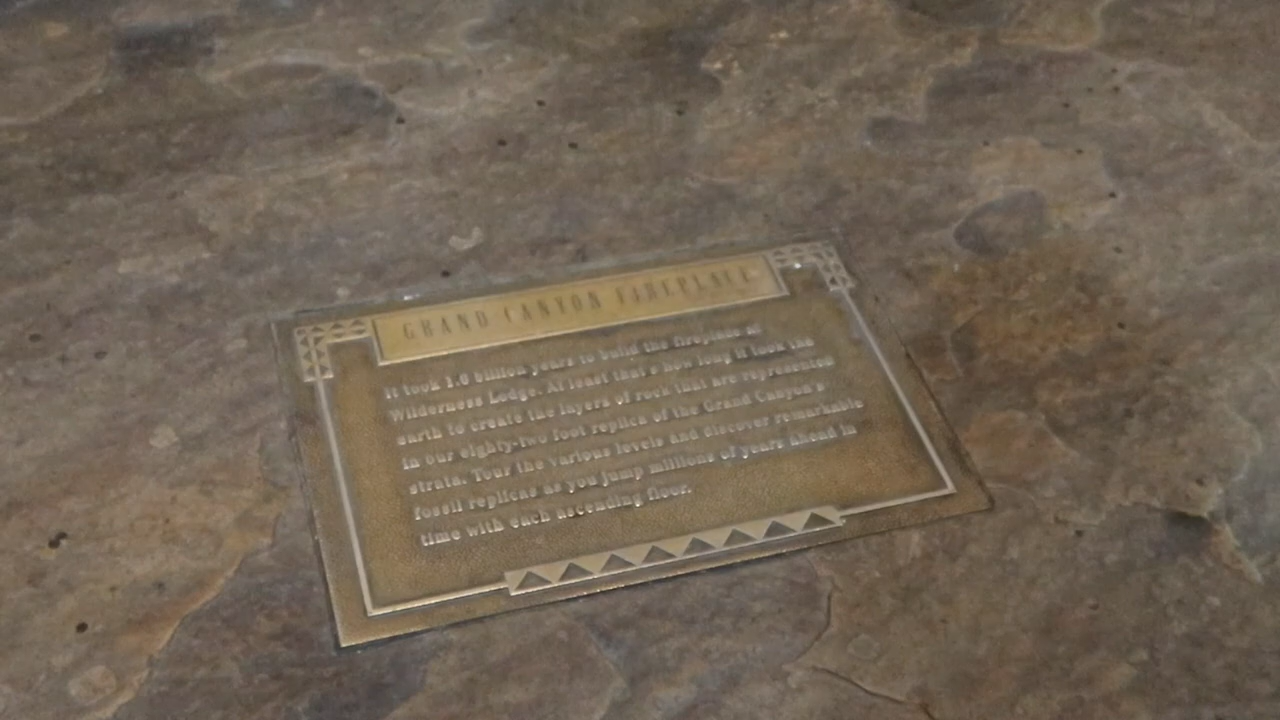 GRAND CANYON FIREPLACE
It took 1.6 billion years to build the fireplace at
Wilderness Lodge. At least that's how long it took the
earth to create the layers of rock that are represented
in our eighty-two foot replica of the Grand Canyon's
strata. Tour the various levels and discover remarkable
fossil replicas as you jump millions of years ahead in
time with each ascending floor.